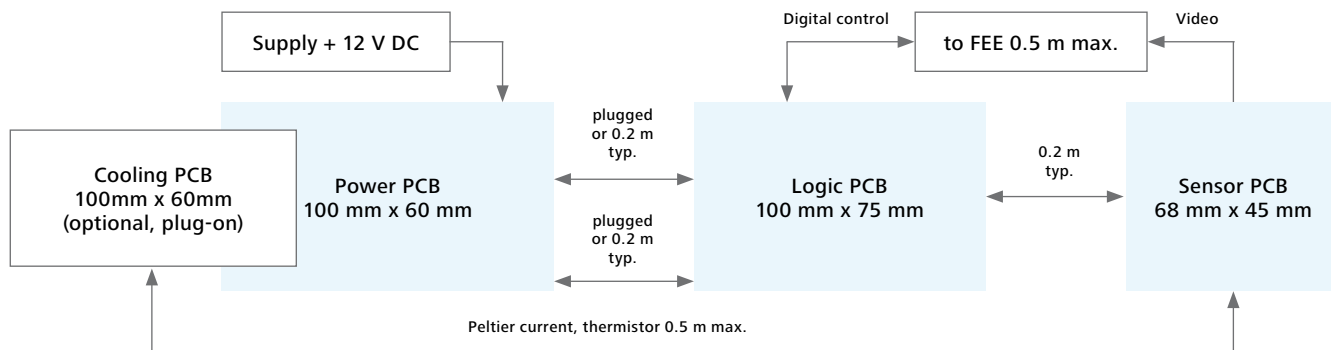 Digital control
Video
Supply + 12 V DC
to FEE 0.5 m max.
plugged
or 0.2 m
typ.
0.2 m
typ.
Cooling PCB
100mm x 60mm
(optional, plug-on)
Power PCB
100 mm x 60 mm
Logic PCB
100 mm x 75 mm
Sensor PCB
68 mm x 45 mm
plugged
or 0.2 m
typ.
Peltier current, thermistor 0.5 m max.